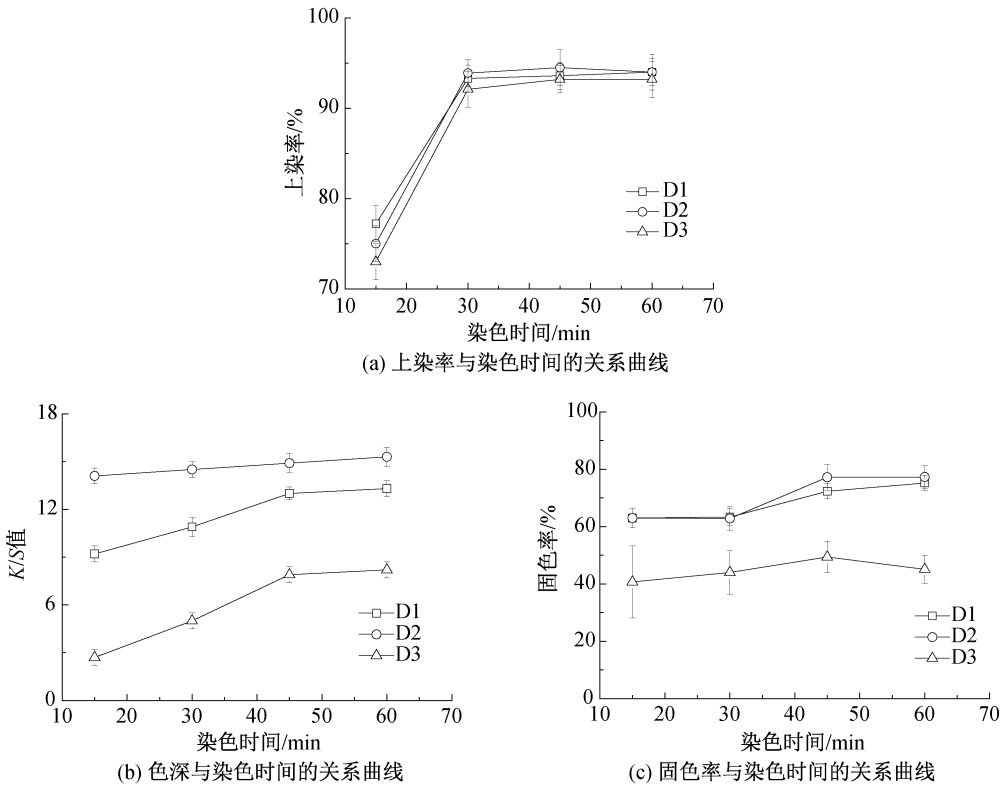 100
90
80
70
上染率/%
D1
D2
D3
10 20 30 40 50 60 70
染色时间/min
(a) 上染率与染色时间的关系曲线
18
12
6
0
K/S值
D1
D2
D3
10 20 30 40 50 60 70
染色时间/min
(b) 色深与染色时间的关系曲线
100
80
60
40
20
0
固色率/%
D1
D2
D3
10 20 30 40 50 60 70
染色时间/min
(c) 固色率与染色时间的关系曲线